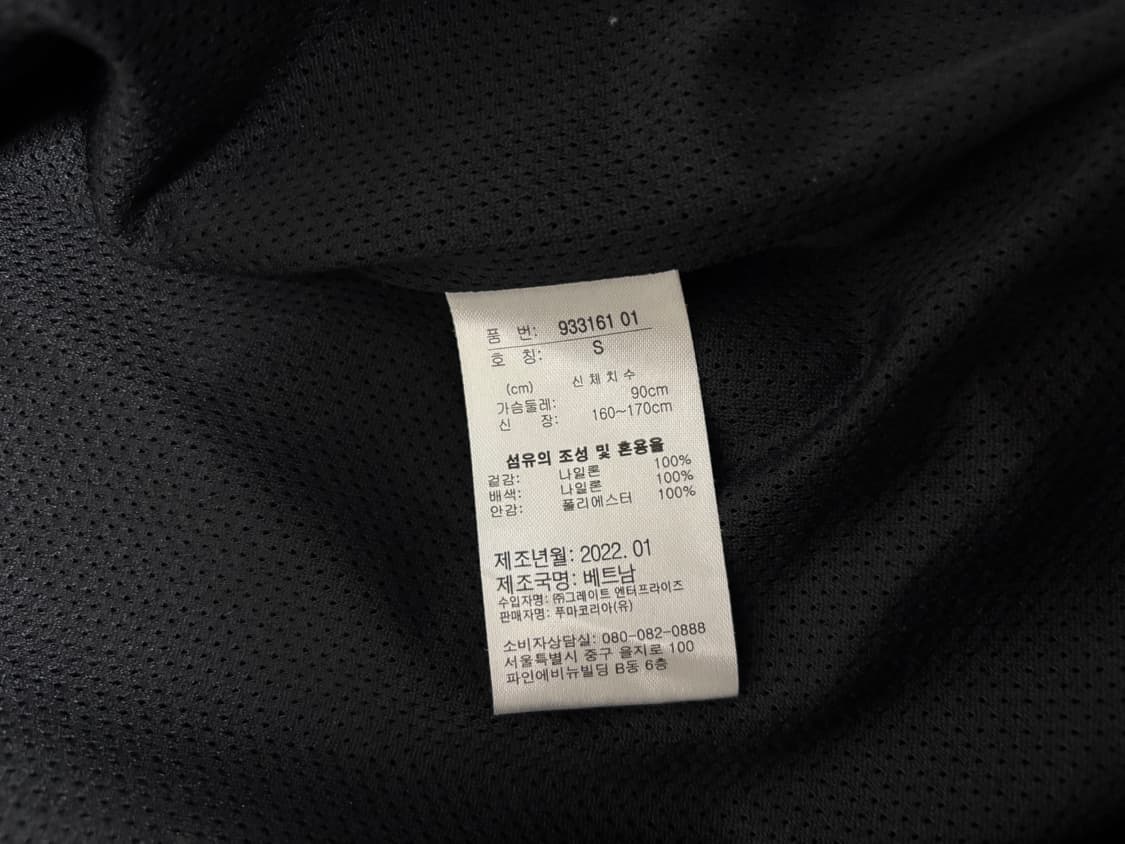 품 번: 933161 01
호 칭: S
(cm) 신체치수
가슴둘레: 90cm
신 장: 160~170cm
섬유의 조성 및 혼용율
겉감: 나일론 100%
배색: 나일론 100%
안감: 폴리에스터 100%
제조년월: 2022. 01
제조국명: 베트남
수입자명: ㈜그레이트 엔터프라이즈
판매자명: 푸마코리아(유)
소비자상담실: 080-082-0888
서울특별시 중구 을지로 100
파인에비뉴빌딩 B동 6층